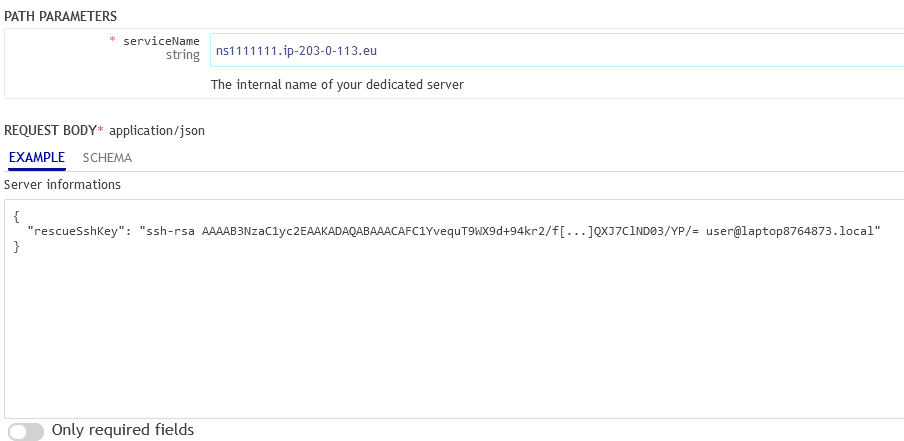 PATH PARAMETERS
* serviceName
string
ns1111111.ip-203-0-113.eu
The internal name of your dedicated server
REQUEST BODY* application/json
EXAMPLE SCHEMA
Server informations
{
"rescueSshKey": "ssh-rsa AAAAB3NzaC1yc2EAAKADAQABAAACAFC1YvequT9WX9d+94kr2/f[...]QXJ7ClND03/YP/= user@laptop8764873.local"
}
Only required fields